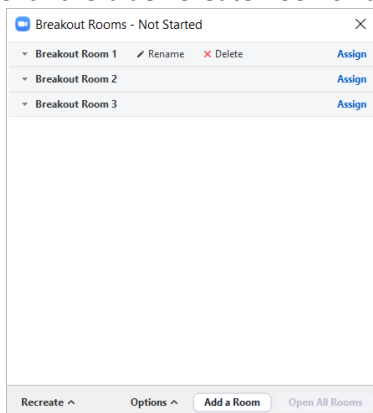 Breakout Rooms - Not Started
Breakout Room 1 Rename Delete Assign
Breakout Room 2 Assign
Breakout Room 3 Assign
Recreate Options Add a Room Open All Rooms